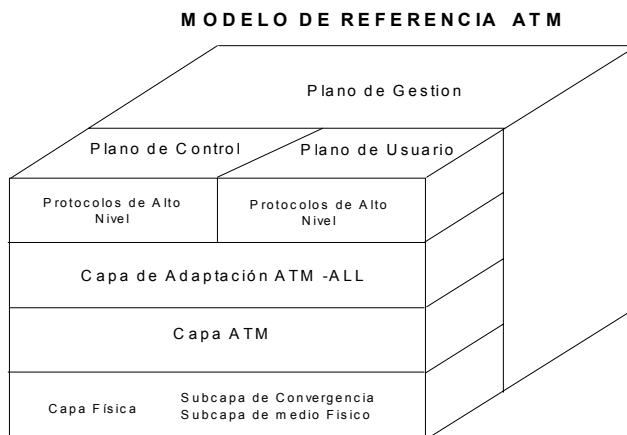 MODELO DE REFERENCIA ATM
Plano de Gestion
Plano de Control
Plano de Usuario
Protocolos de Alto
Nivel
Protocolos de Alto
Nivel
Capa de Adaptación ATM -ALL
Capa ATM
Capa Física
Subcapa de Convergencia
Subcapa de medio Fisico